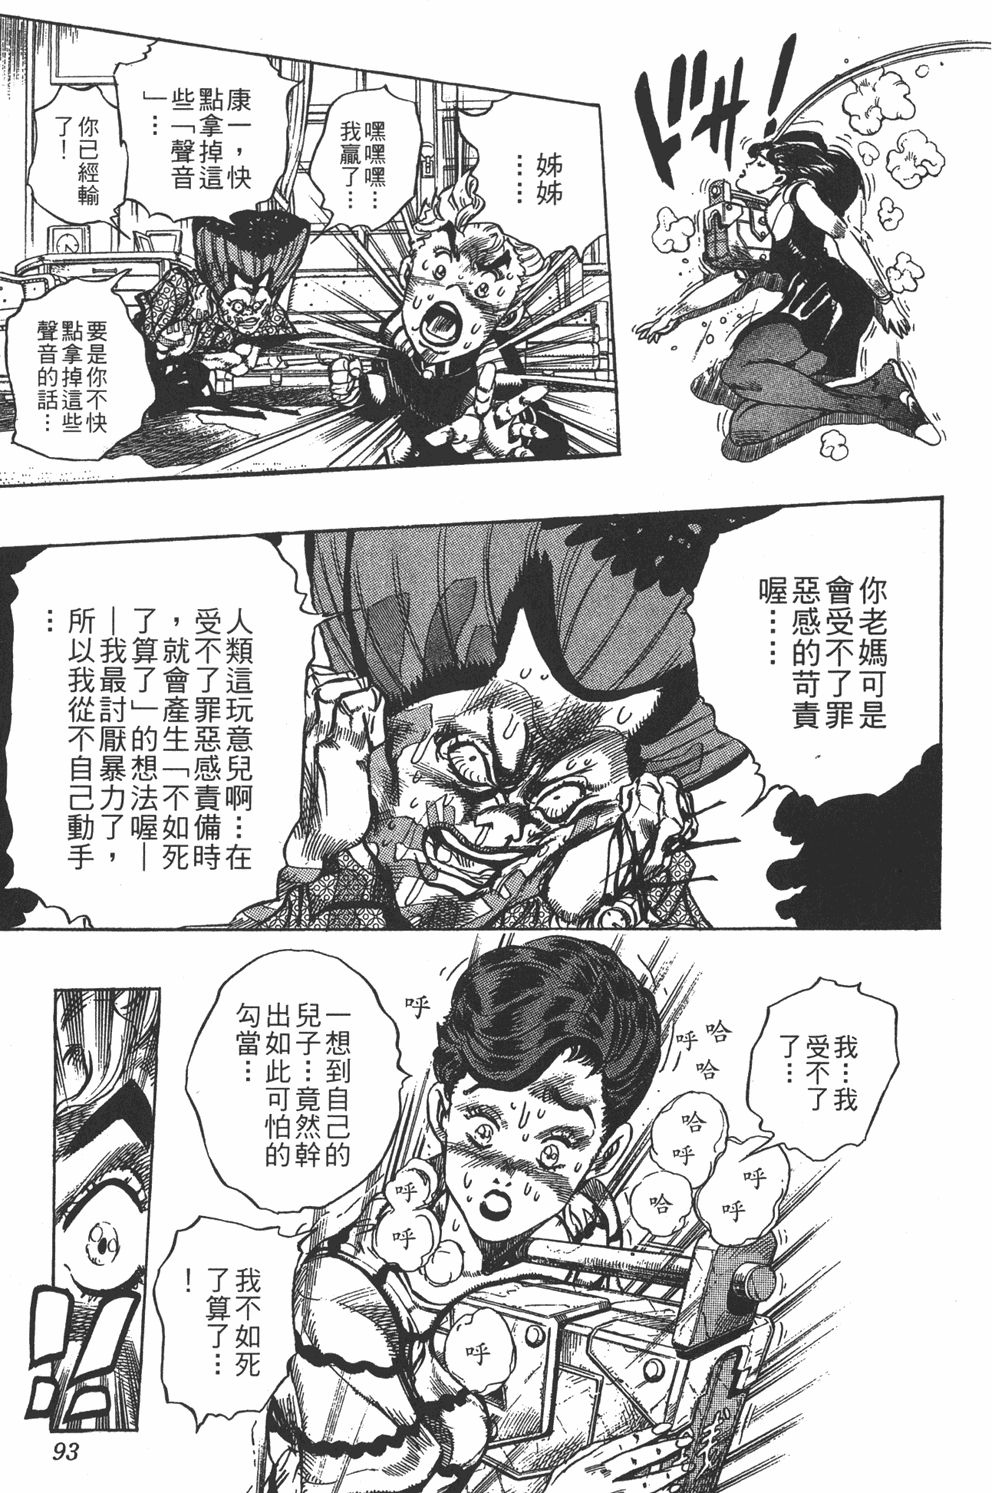 ドサ！
姊姊
……
嘿嘿嘿…
我贏了…
康一，快
點拿掉這
些「聲音
」…
你已經輸
了！
要是你不快
點拿掉這些
聲音的話…
你老媽可是
會受不了罪
惡感的苛責
喔……
人類這玩意兒啊…在
受不了罪惡感責備時
，就會產生「不如死
了算了」的想法喔—
—我最討厭暴力了，
所以我從不自己動手
…
我…我
受不了
了…
哈
呼
哈
哈
呼
哈
呼
呼
呼
呼
呼
呼
一想到自己的
兒子…竟然幹
出如此可怕的
勾當…
我不如死
了算了…
！
!!
93